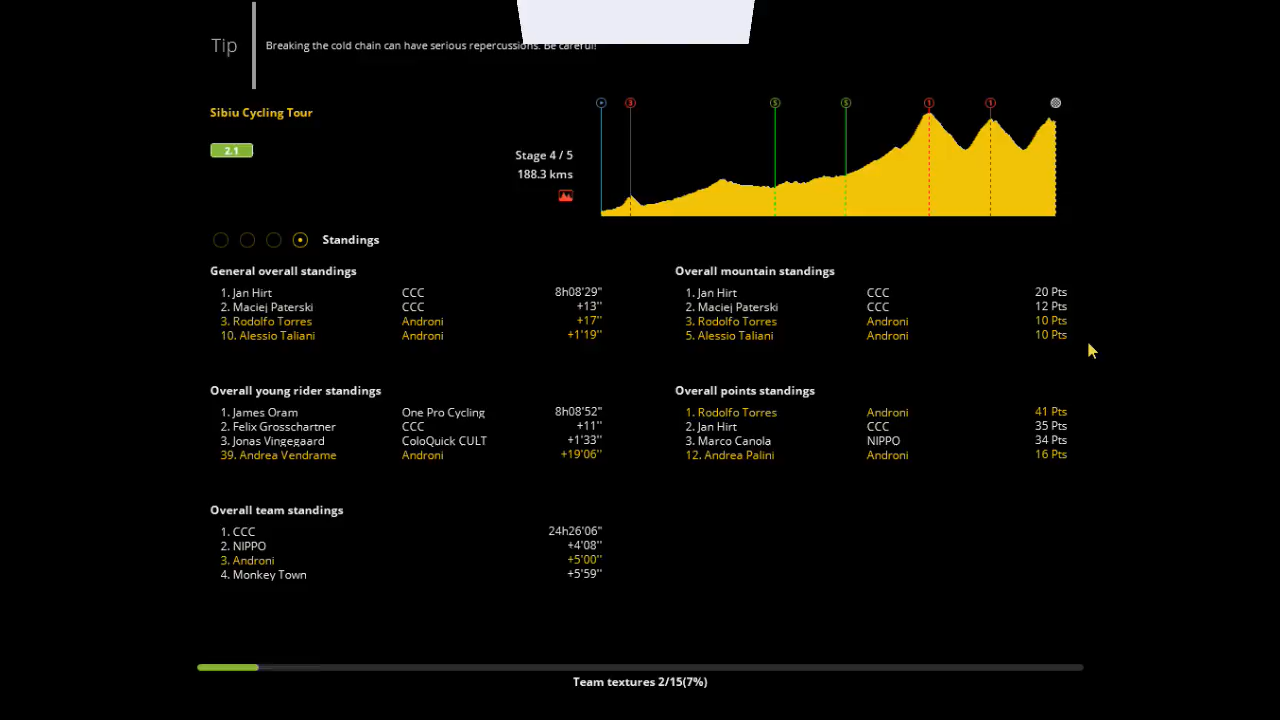 Tip
Breaking the cold chain can have serious repercussions. Be careful!
Sibiu Cycling Tour
2.1
Stage 4 / 5
188.3 kms
3 S S 1 1
Standings
General overall standings
1. Jan Hirt CCC 8h08'29"
2. Maciej Paterski CCC +13''
3. Rodolfo Torres Androni +17''
10. Alessio Taliani Androni +1'19''
Overall mountain standings
1. Jan Hirt CCC 20 Pts
2. Maciej Paterski CCC 12 Pts
3. Rodolfo Torres Androni 10 Pts
5. Alessio Taliani Androni 10 Pts
Overall young rider standings
1. James Oram One Pro Cycling 8h08'52"
2. Felix Grosschartner CCC +11''
3. Jonas Vingegaard ColoQuick CULT +1'33''
39. Andrea Vendrame Androni +19'06''
Overall points standings
1. Rodolfo Torres Androni 41 Pts
2. Jan Hirt CCC 35 Pts
3. Marco Canola NIPPO 34 Pts
12. Andrea Palini Androni 16 Pts
Overall team standings
1. CCC 24h26'06"
2. NIPPO +4'08''
3. Androni +5'00''
4. Monkey Town +5'59''
Team textures 2/15(7%)